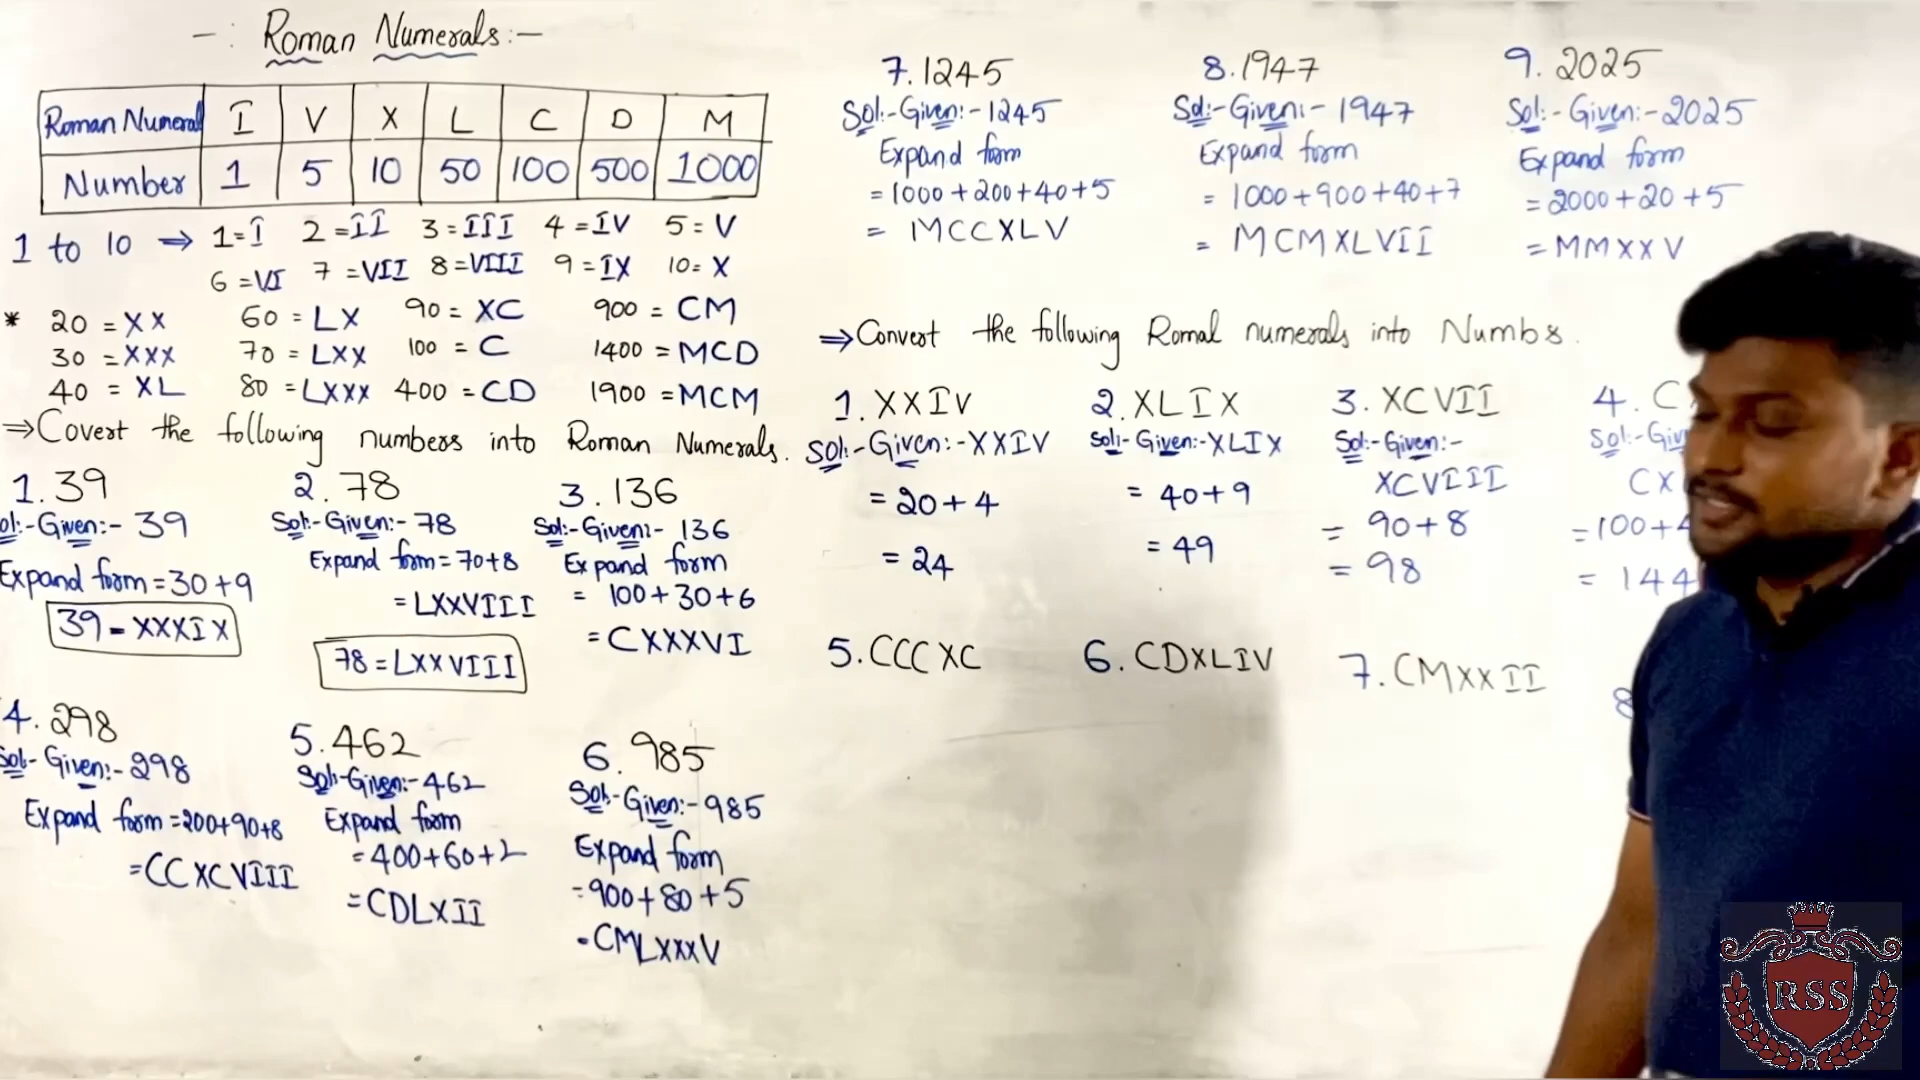 - : Roman Numerals:-
Roman Numeral I V X L C D M
Number 1 5 10 50 100 500 1000
1 to 10 ⇒ 1=I 2=II 3=III 4=IV 5=V
6=VI 7=VII 8=VIII 9=IX 10=X
* 20=XX 60=LX 90=XC 900=CM
30=XXX 70=LXX 100=C 1400=MCD
40=XL 80=LXXX 400=CD 1900=MCM
⇒Covert the following numbers into Roman Numerals.
1.39
Given:- 39
Expand form=30+9
39-XXXIX
2.78
Sol:-Given:-78
Expand form=70+8
=LXXVIII
78=LXXVIII
3.136
Sol:-Given:- 136
Expand form
= 100+30+6
=CXXXVI
4.298
Sol:- Given:-298
Expand form=200+90+8
=CCXCVIII
5.462
Sol:-Given:-462
Expand form
=400+60+2
=CDLXII
6.985
Sol:-Given:-985
Expand form
=900+80+5
=CMLXXXV
7.1245
Sol:-Given:-1245
Expand form
=1000+200+40+5
= MCCXLV
8.1947
Sol:-Given:-1947
Expand form
=1000+900+40+7
=MCMXLVII
9. 2025
Sol:-Given:-2025
Expand form
=2000+20+5
=MMXXV
⇒Convert the following Romal numerals into Numbs.
1.XXIV
Sol:-Given:-XXIV
=20+4
=24
2.XLIX
Sol:-Given:-XLIX
=40+9
=49
3.XCVII
Sol:-Given:-
XCVIII
= 90+8
=98
4. C
Sol:-Giv
CX
=100+4
= 144
5.CCCXC
6.CDXLIV
7.CMXXII
8
RSS